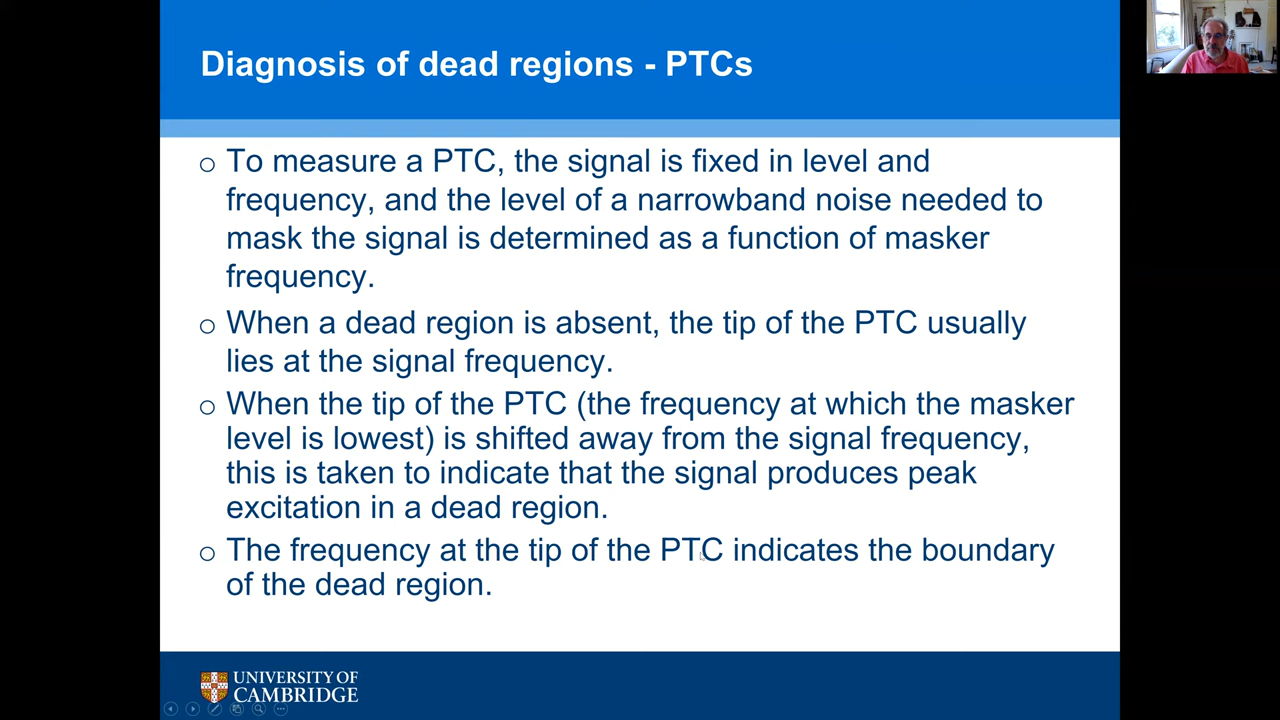 Diagnosis of dead regions - PTCs
o To measure a PTC, the signal is fixed in level and
frequency, and the level of a narrowband noise needed to
mask the signal is determined as a function of masker
frequency.
o When a dead region is absent, the tip of the PTC usually
lies at the signal frequency.
o When the tip of the PTC (the frequency at which the masker
level is lowest) is shifted away from the signal frequency,
this is taken to indicate that the signal produces peak
excitation in a dead region.
o The frequency at the tip of the PTC indicates the boundary
of the dead region.
UNIVERSITY OF
CAMBRIDGE